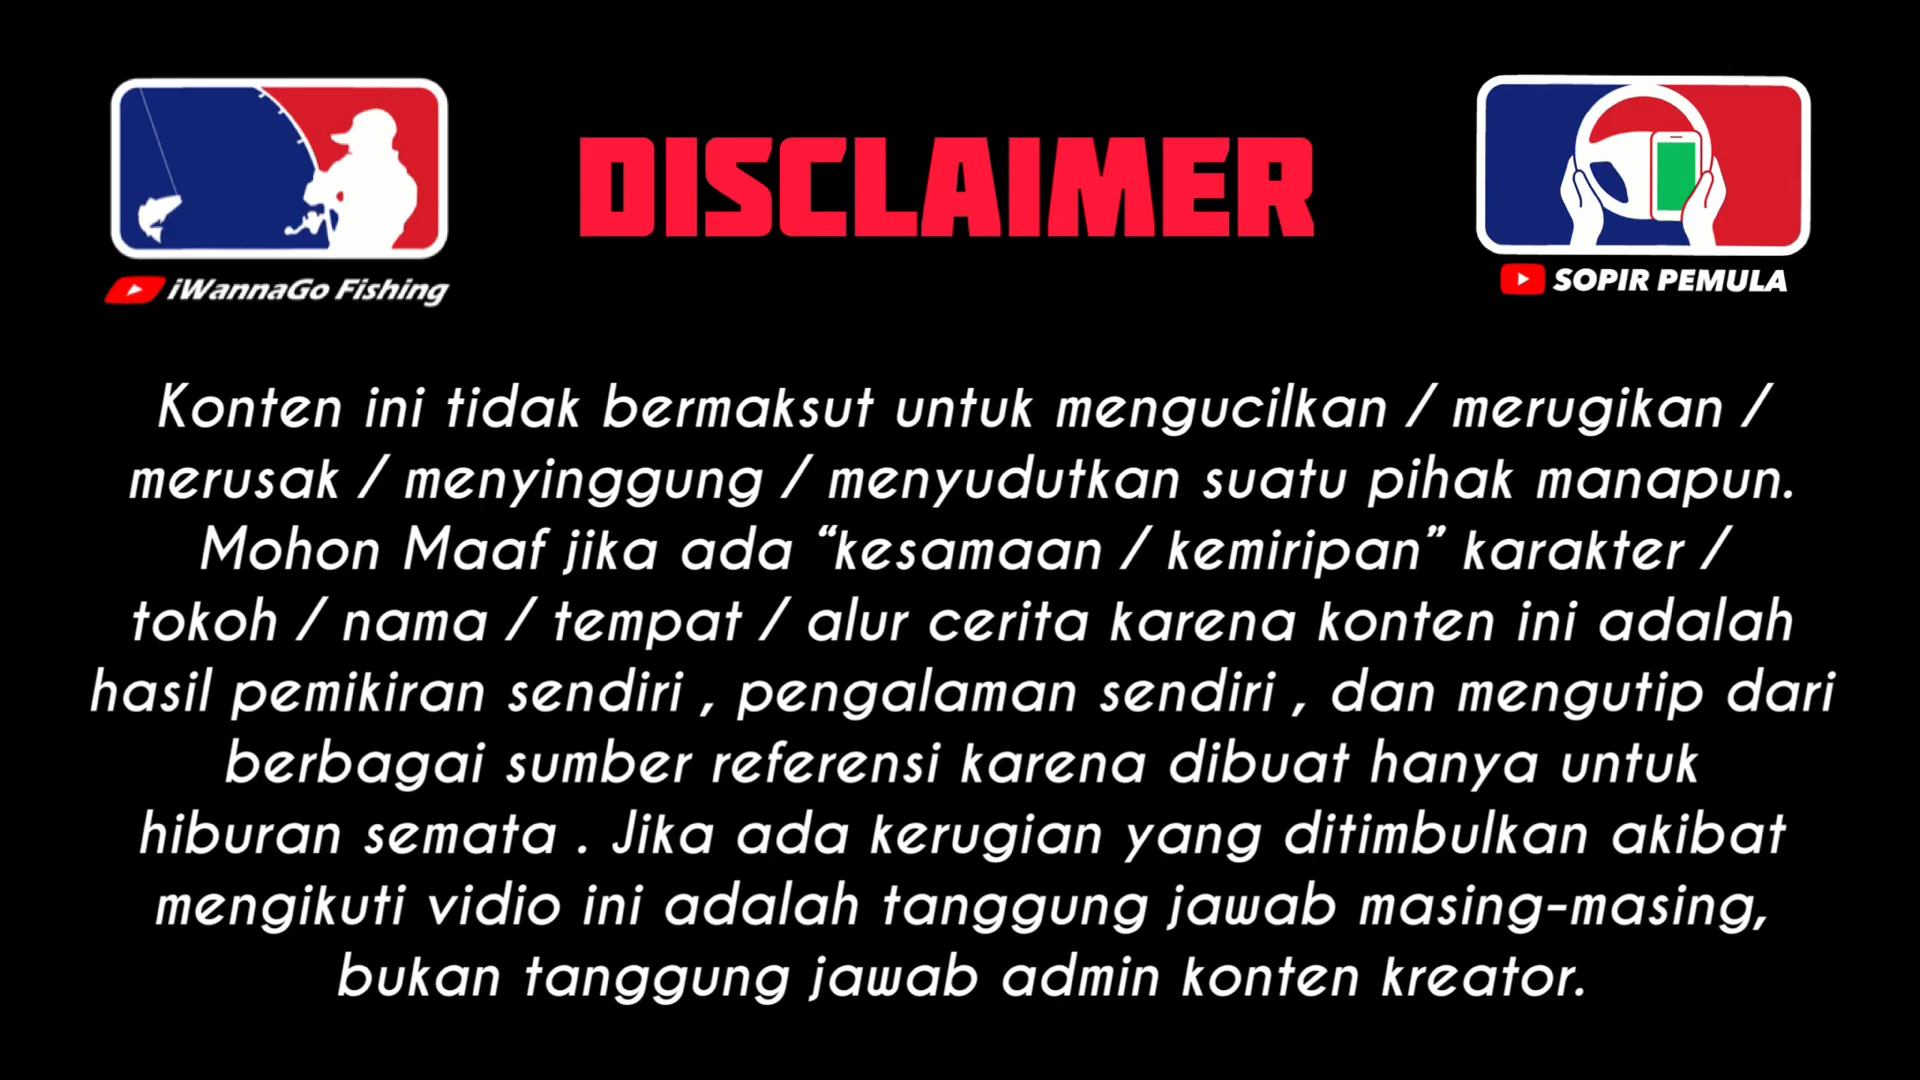 DISCLAIMER
iWannaGo Fishing
SOPIR PEMULA
Konten ini tidak bermaksut untuk mengucilkan / merugikan /
merusak / menyinggung / menyudutkan suatu pihak manapun.
Mohon Maaf jika ada “kesamaan / kemiripan” karakter /
tokoh / nama / tempat / alur cerita karena konten ini adalah
hasil pemikiran sendiri , pengalaman sendiri , dan mengutip dari
berbagai sumber referensi karena dibuat hanya untuk
hiburan semata . Jika ada kerugian yang ditimbulkan akibat
mengikuti vidio ini adalah tanggung jawab masing-masing,
bukan tanggung jawab admin konten kreator.